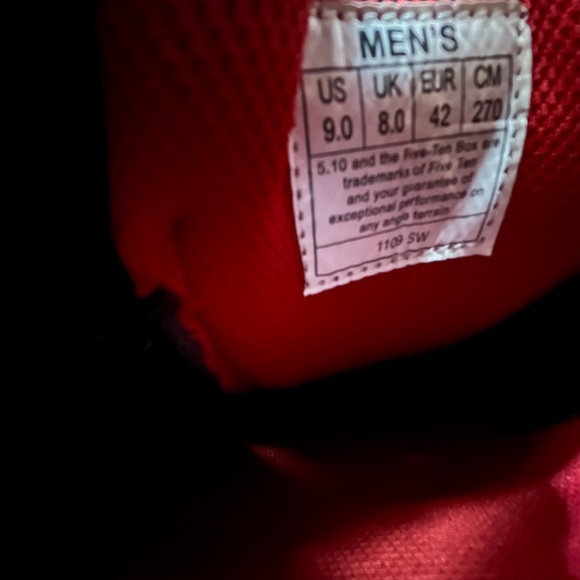 MEN'S
US UK EUR CM
9.0 8.0 42 270
5.10 and the Five-Ten Box are
trademarks of Five Ten
and your guarantee of
exceptional performance on
any angle terrain.
1109 SW